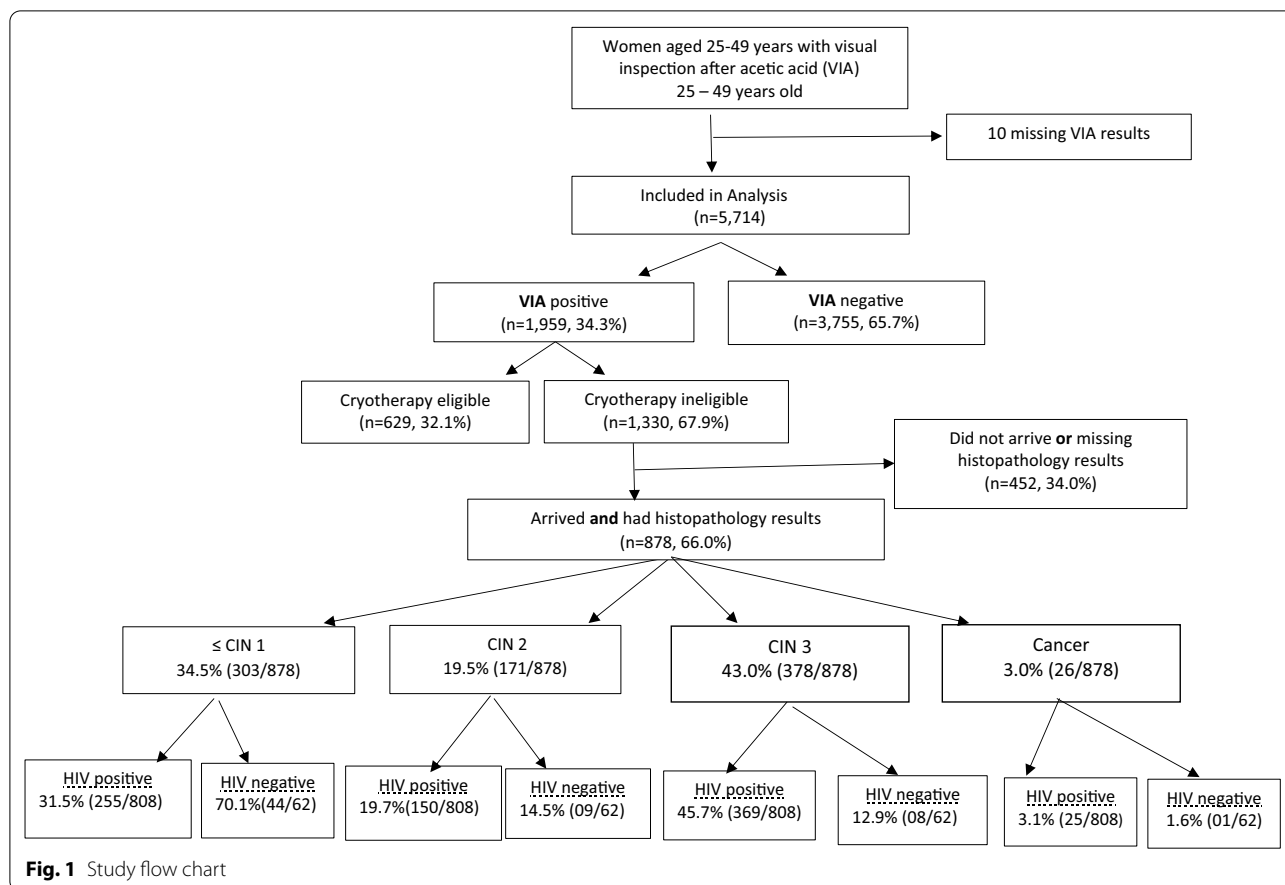 Women aged 25-49 years with visual
inspection after acetic acid (VIA)
25 – 49 years old
10 missing VIA results
Included in Analysis
(n=5,714)
VIA positive
(n=1,959, 34.3%)
VIA negative
(n=3,755, 65.7%)
Cryotherapy eligible
(n=629, 32.1%)
Cryotherapy ineligible
(n=1,330, 67.9%)
Did not arrive or missing
histopathology results
(n=452, 34.0%)
Arrived and had histopathology results
(n=878, 66.0%)
≤ CIN 1
34.5% (303/878)
CIN 2
19.5% (171/878)
CIN 3
43.0% (378/878)
Cancer
3.0% (26/878)
HIV positive
31.5% (255/808)
HIV negative
70.1%(44/62)
HIV positive
19.7%(150/808)
HIV negative
14.5% (09/62)
HIV positive
45.7% (369/808)
HIV negative
12.9% (08/62)
HIV positive
3.1% (25/808)
HIV negative
1.6% (01/62)
Fig. 1 Study flow chart